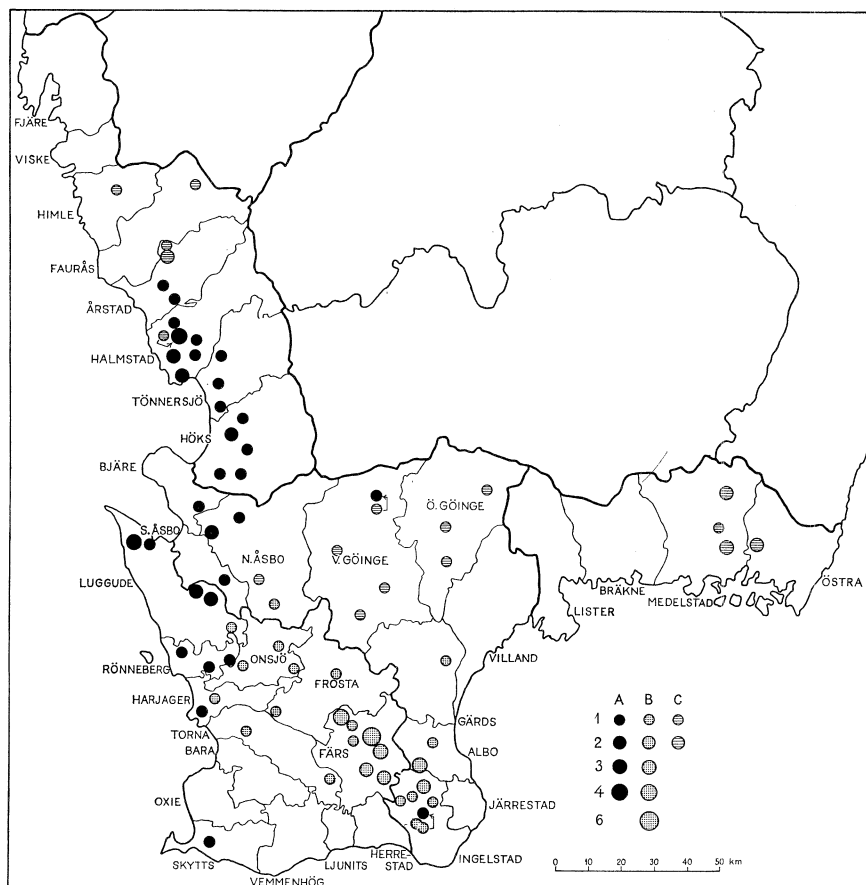 FJÄRE
VISKE
HIMLE
FAURÅS
ÅRSTAD
HALMSTAD
TÖNNERSJÖ
HÖKS
BJÄRE
S.ÅSBO
Ö. GÖINGE
N.ÅSBO
V. GÖINGE
LUGGUDE
ÖSTRA
BRÄKNE
MEDELSTAD
LISTER
ONSJÖ
VILLAND
RÖNNEBERG
FROSTA
HARJAGER
A B C
1
GÄRDS
TORNA
2
BARA
FÄRS
ALBO
3
OXIE
JÄRRESTAD
4
6
HERRE-
STAD
SKYTTS
LJUNITS
INGELSTAD
VEMMENHÖG
0 10 20 30 40 50 km